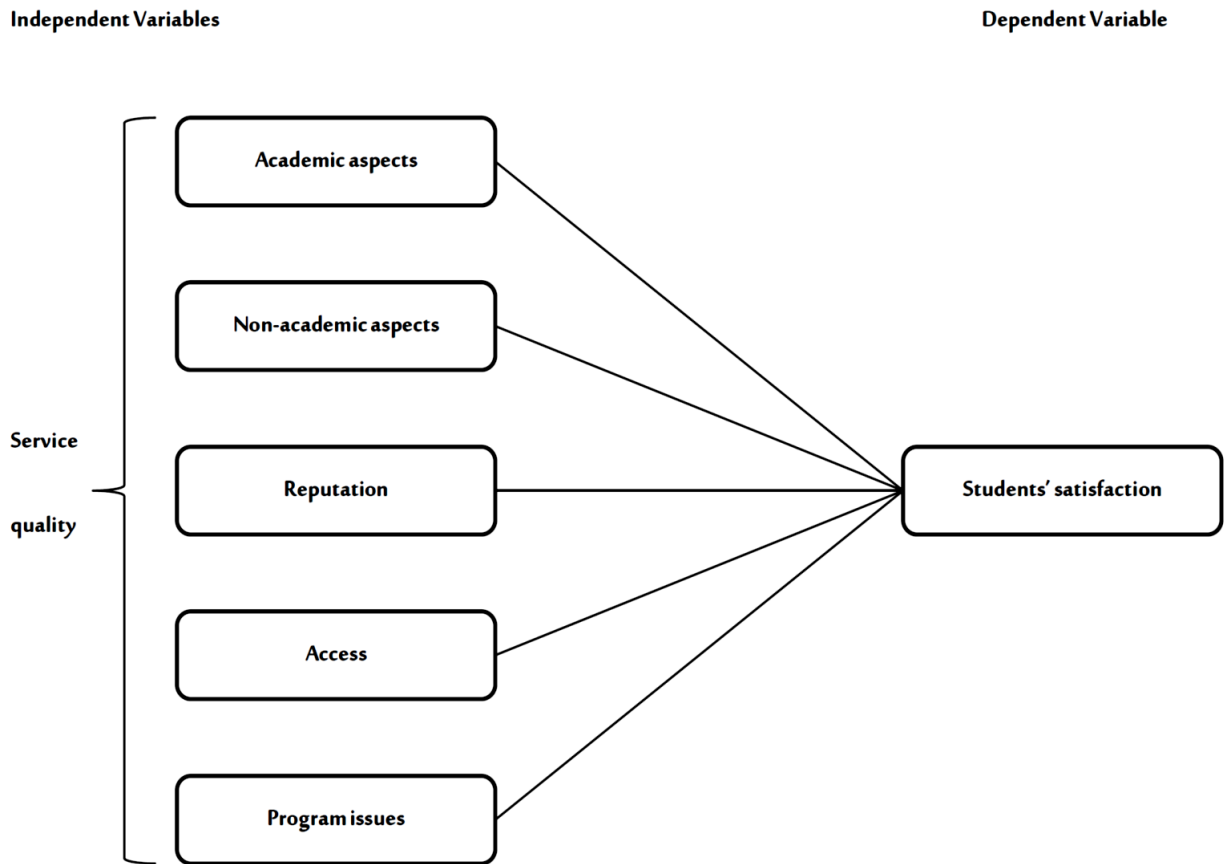 Independent Variables
Dependent Variable
Academic aspects
Non-academic aspects
Service
quality
Reputation
Students’ satisfaction
Access
Program issues